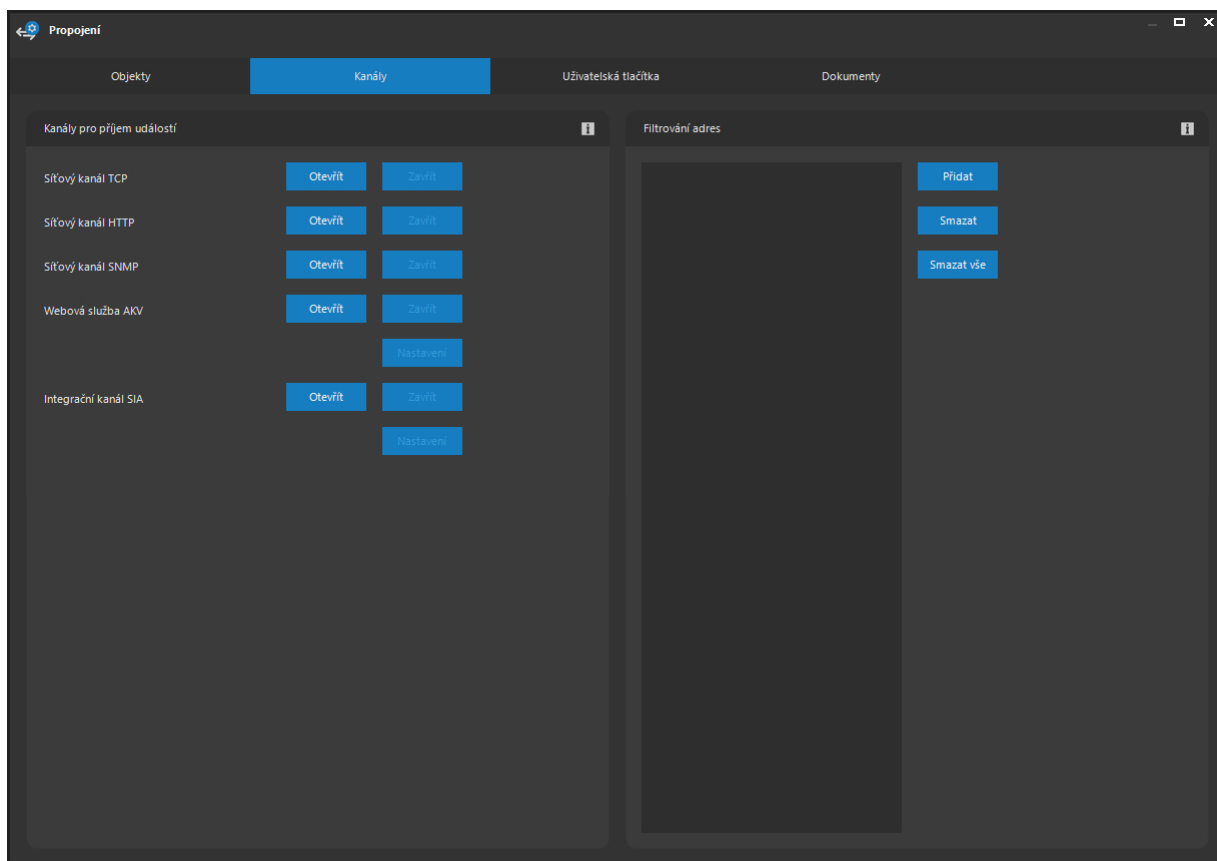 Propojení
Objekty
Kanály
Uživatelská tlačítka
Dokumenty
Kanály pro příjem událostí
Síťový kanál TCP
Otevřít
Zavřít
Síťový kanál HTTP
Otevřít
Zavřít
Síťový kanál SNMP
Otevřít
Zavřít
Webová služba AKV
Otevřít
Zavřít
Nastavení
Integrační kanál SIA
Otevřít
Zavřít
Nastavení
Filtrování adres
Přidat
Smazat
Smazat vše